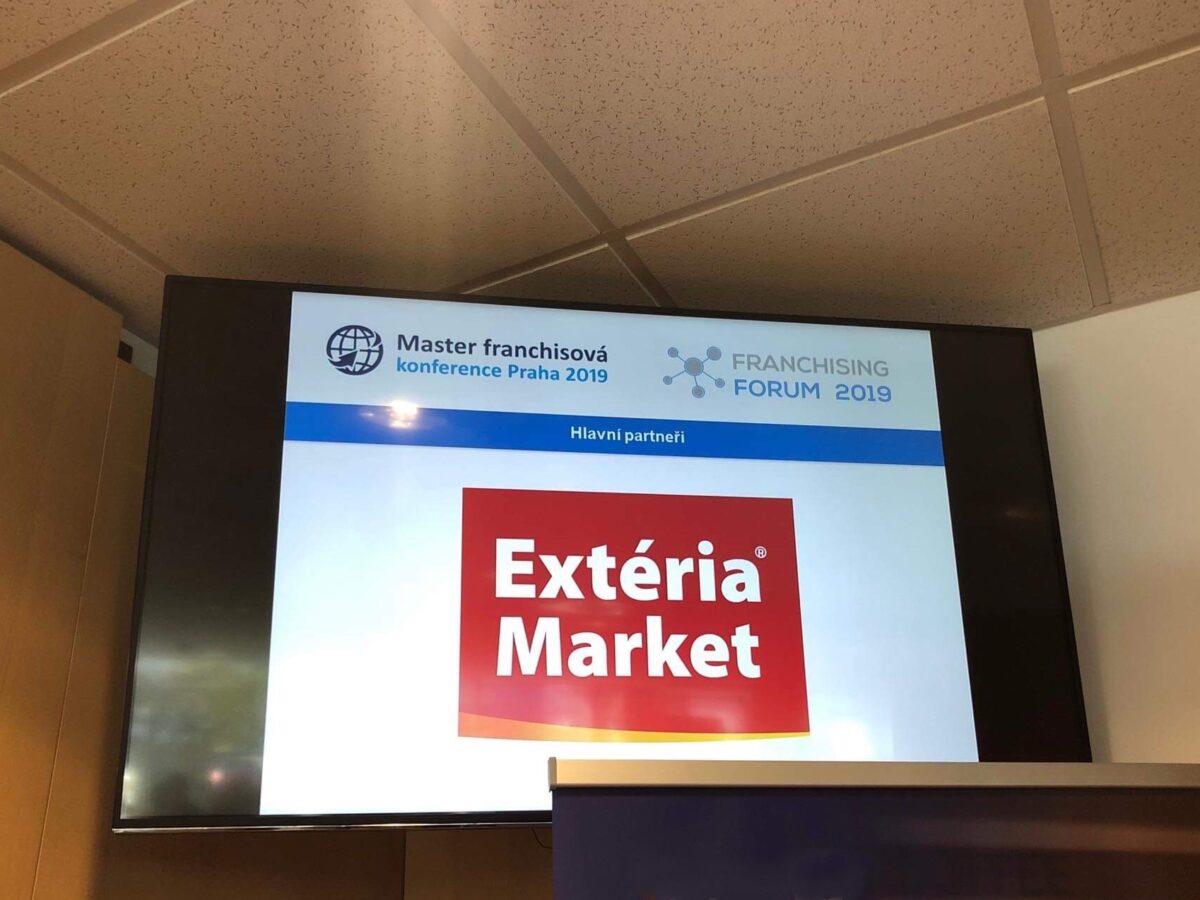 Master franchisová
konference Praha 2019
FRANCHISING
FORUM 2019
Hlavní partneři
Extéria®
Market